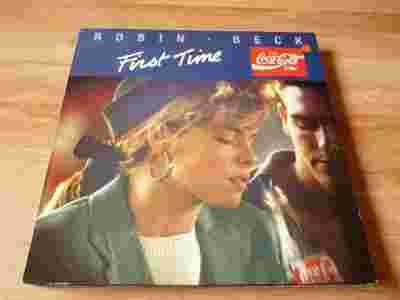 ROBIN · BECK
First Time
Coca-Cola